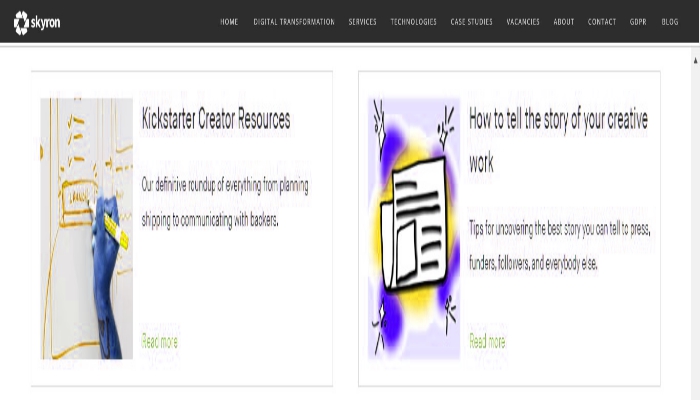 skyron
HOME DIGITAL TRANSFORMATION SERVICES TECHNOLOGIES CASE STUDIES VACANCIES ABOUT CONTACT GDPR BLOG
Kickstarter Creator Resources
Our definitive roundup of everything from planning
shipping to communicating with backers.
Read more
How to tell the story of your creative
work
Tips for uncovering the best story you can tell to press,
funders, followers, and everybody else.
Read more